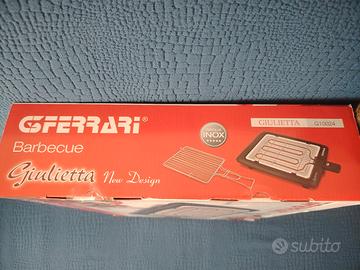 G3FERRARI®
Barbecue
Giulietta New Design
INOX
GIULIETTA G10024
subito